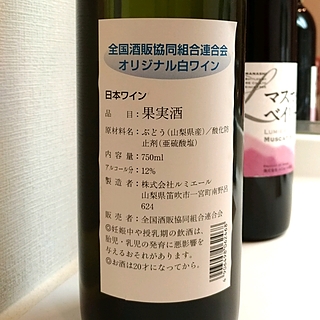 全国酒販協同組合連合会
オリジナル白ワイン
日本ワイン
品　目：果実酒
原材料名：ぶどう(山梨県産)／酸化防
止剤(亜硫酸塩)
内 容 量：750ml
アルコール分：12%
製 造 者：株式会社ルミエール
山梨県笛吹市一宮町南野呂
624
販 売 者：全国酒販協同組合連合会
◎妊娠中や授乳期の飲酒は、
胎児・乳児の発育に悪影響を
与えるおそれがあります。
◎お酒は20才になってから。
マス
ベイ